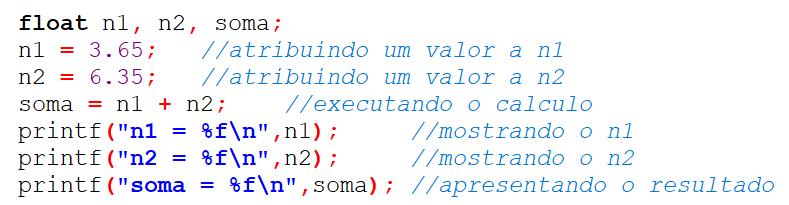 float n1, n2, soma;
n1 = 3.65;   //atribuindo um valor a n1
n2 = 6.35;   //atribuindo um valor a n2
soma = n1 + n2;    //executando o calculo
printf("n1 = %f\n",n1);     //mostrando o n1
printf("n2 = %f\n",n2);     //mostrando o n2
printf("soma = %f\n",soma); //apresentando o resultado